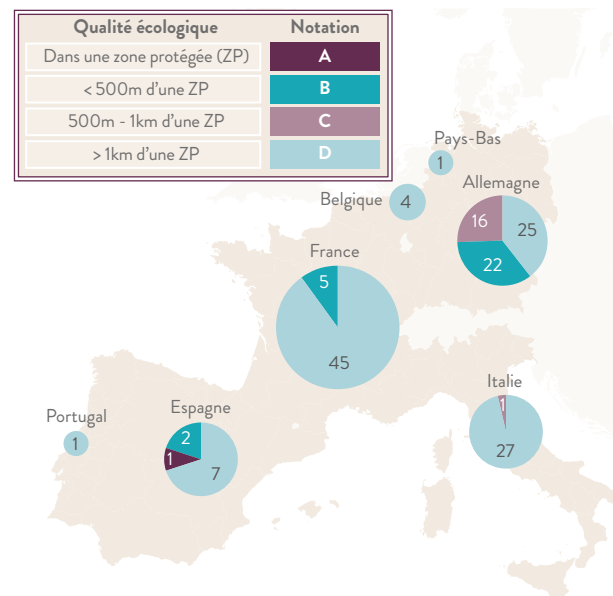 Qualité écologique Notation
Dans une zone protégée (ZP) A
< 500m d'une ZP B
500m - 1km d'une ZP C
> 1km d'une ZP D
Pays-Bas
1
Allemagne
16
25
22
Belgique
4
France
5
45
Italie
1
27
Portugal
1
Espagne
2
1
7